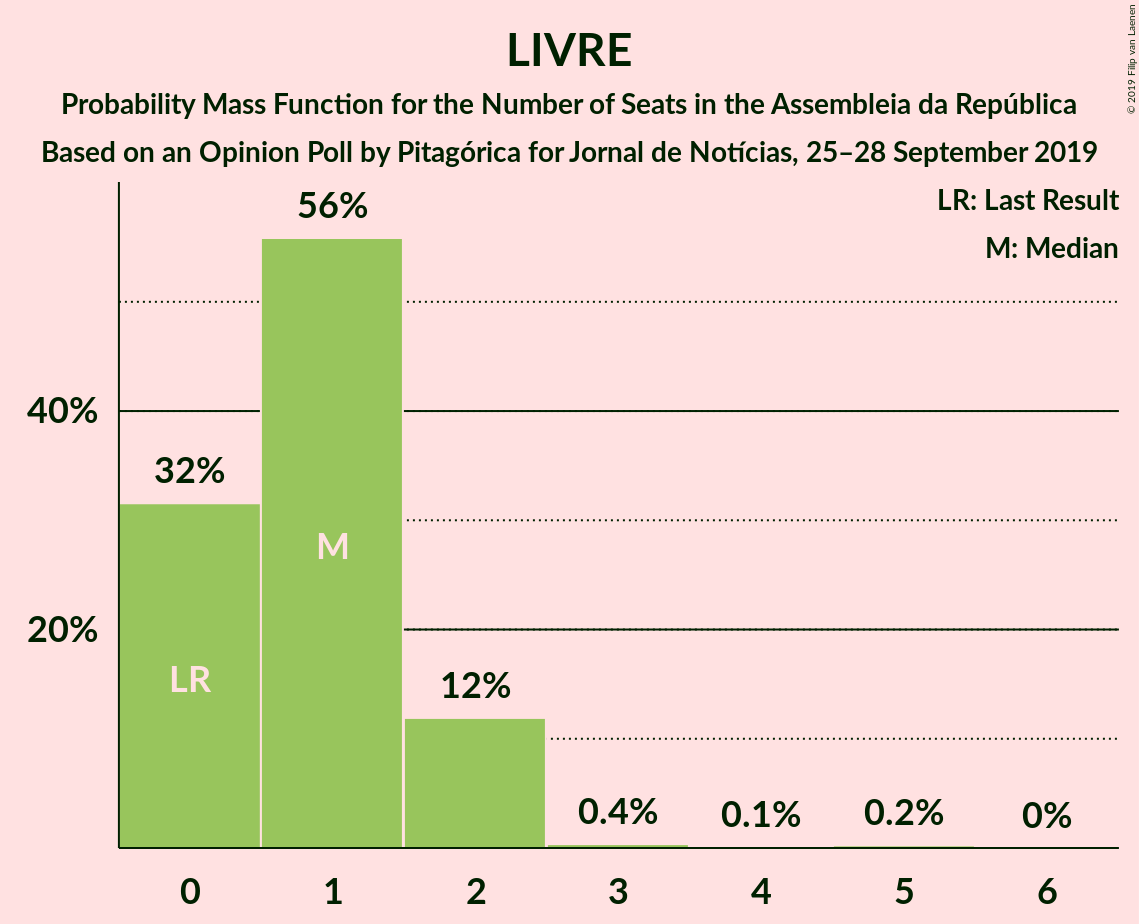 LIVRE
Probability Mass Function for the Number of Seats in the Assembleia da República
Based on an Opinion Poll by Pitagórica for Jornal de Notícias, 25–28 September 2019
© 2019 Filip van Laenen
LR: Last Result
M: Median
56%
40%
32%
M
20%
LR
12%
0.4%
0.1%
0.2%
0%
0
1
2
3
4
5
6